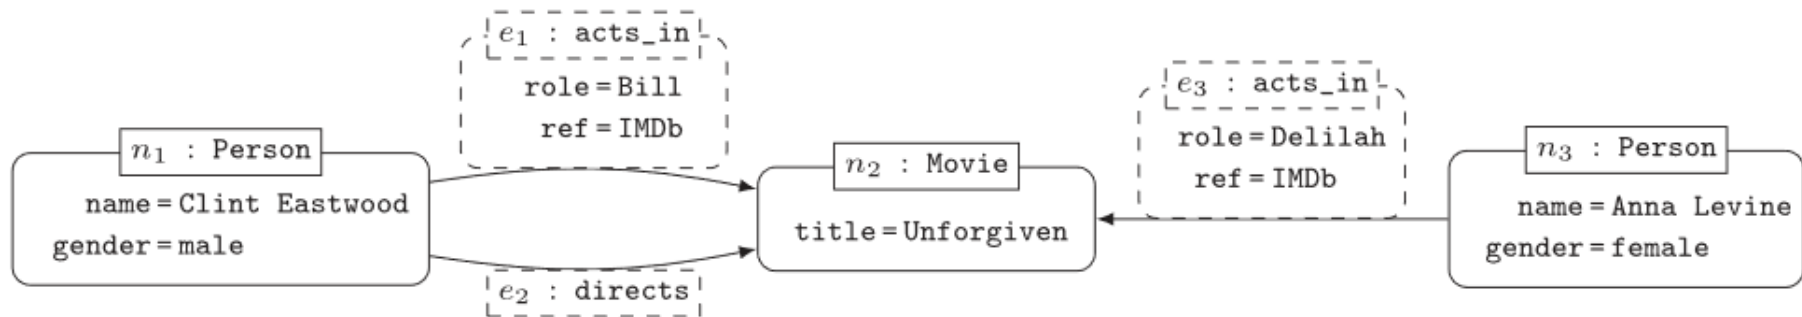 e₁ : acts_in
role = Bill
ref = IMDb
n₁ : Person
name = Clint Eastwood
gender = male
e₂ : directs
n₂ : Movie
title = Unforgiven
e₃ : acts_in
role = Delilah
ref = IMDb
n₃ : Person
name = Anna Levine
gender = female